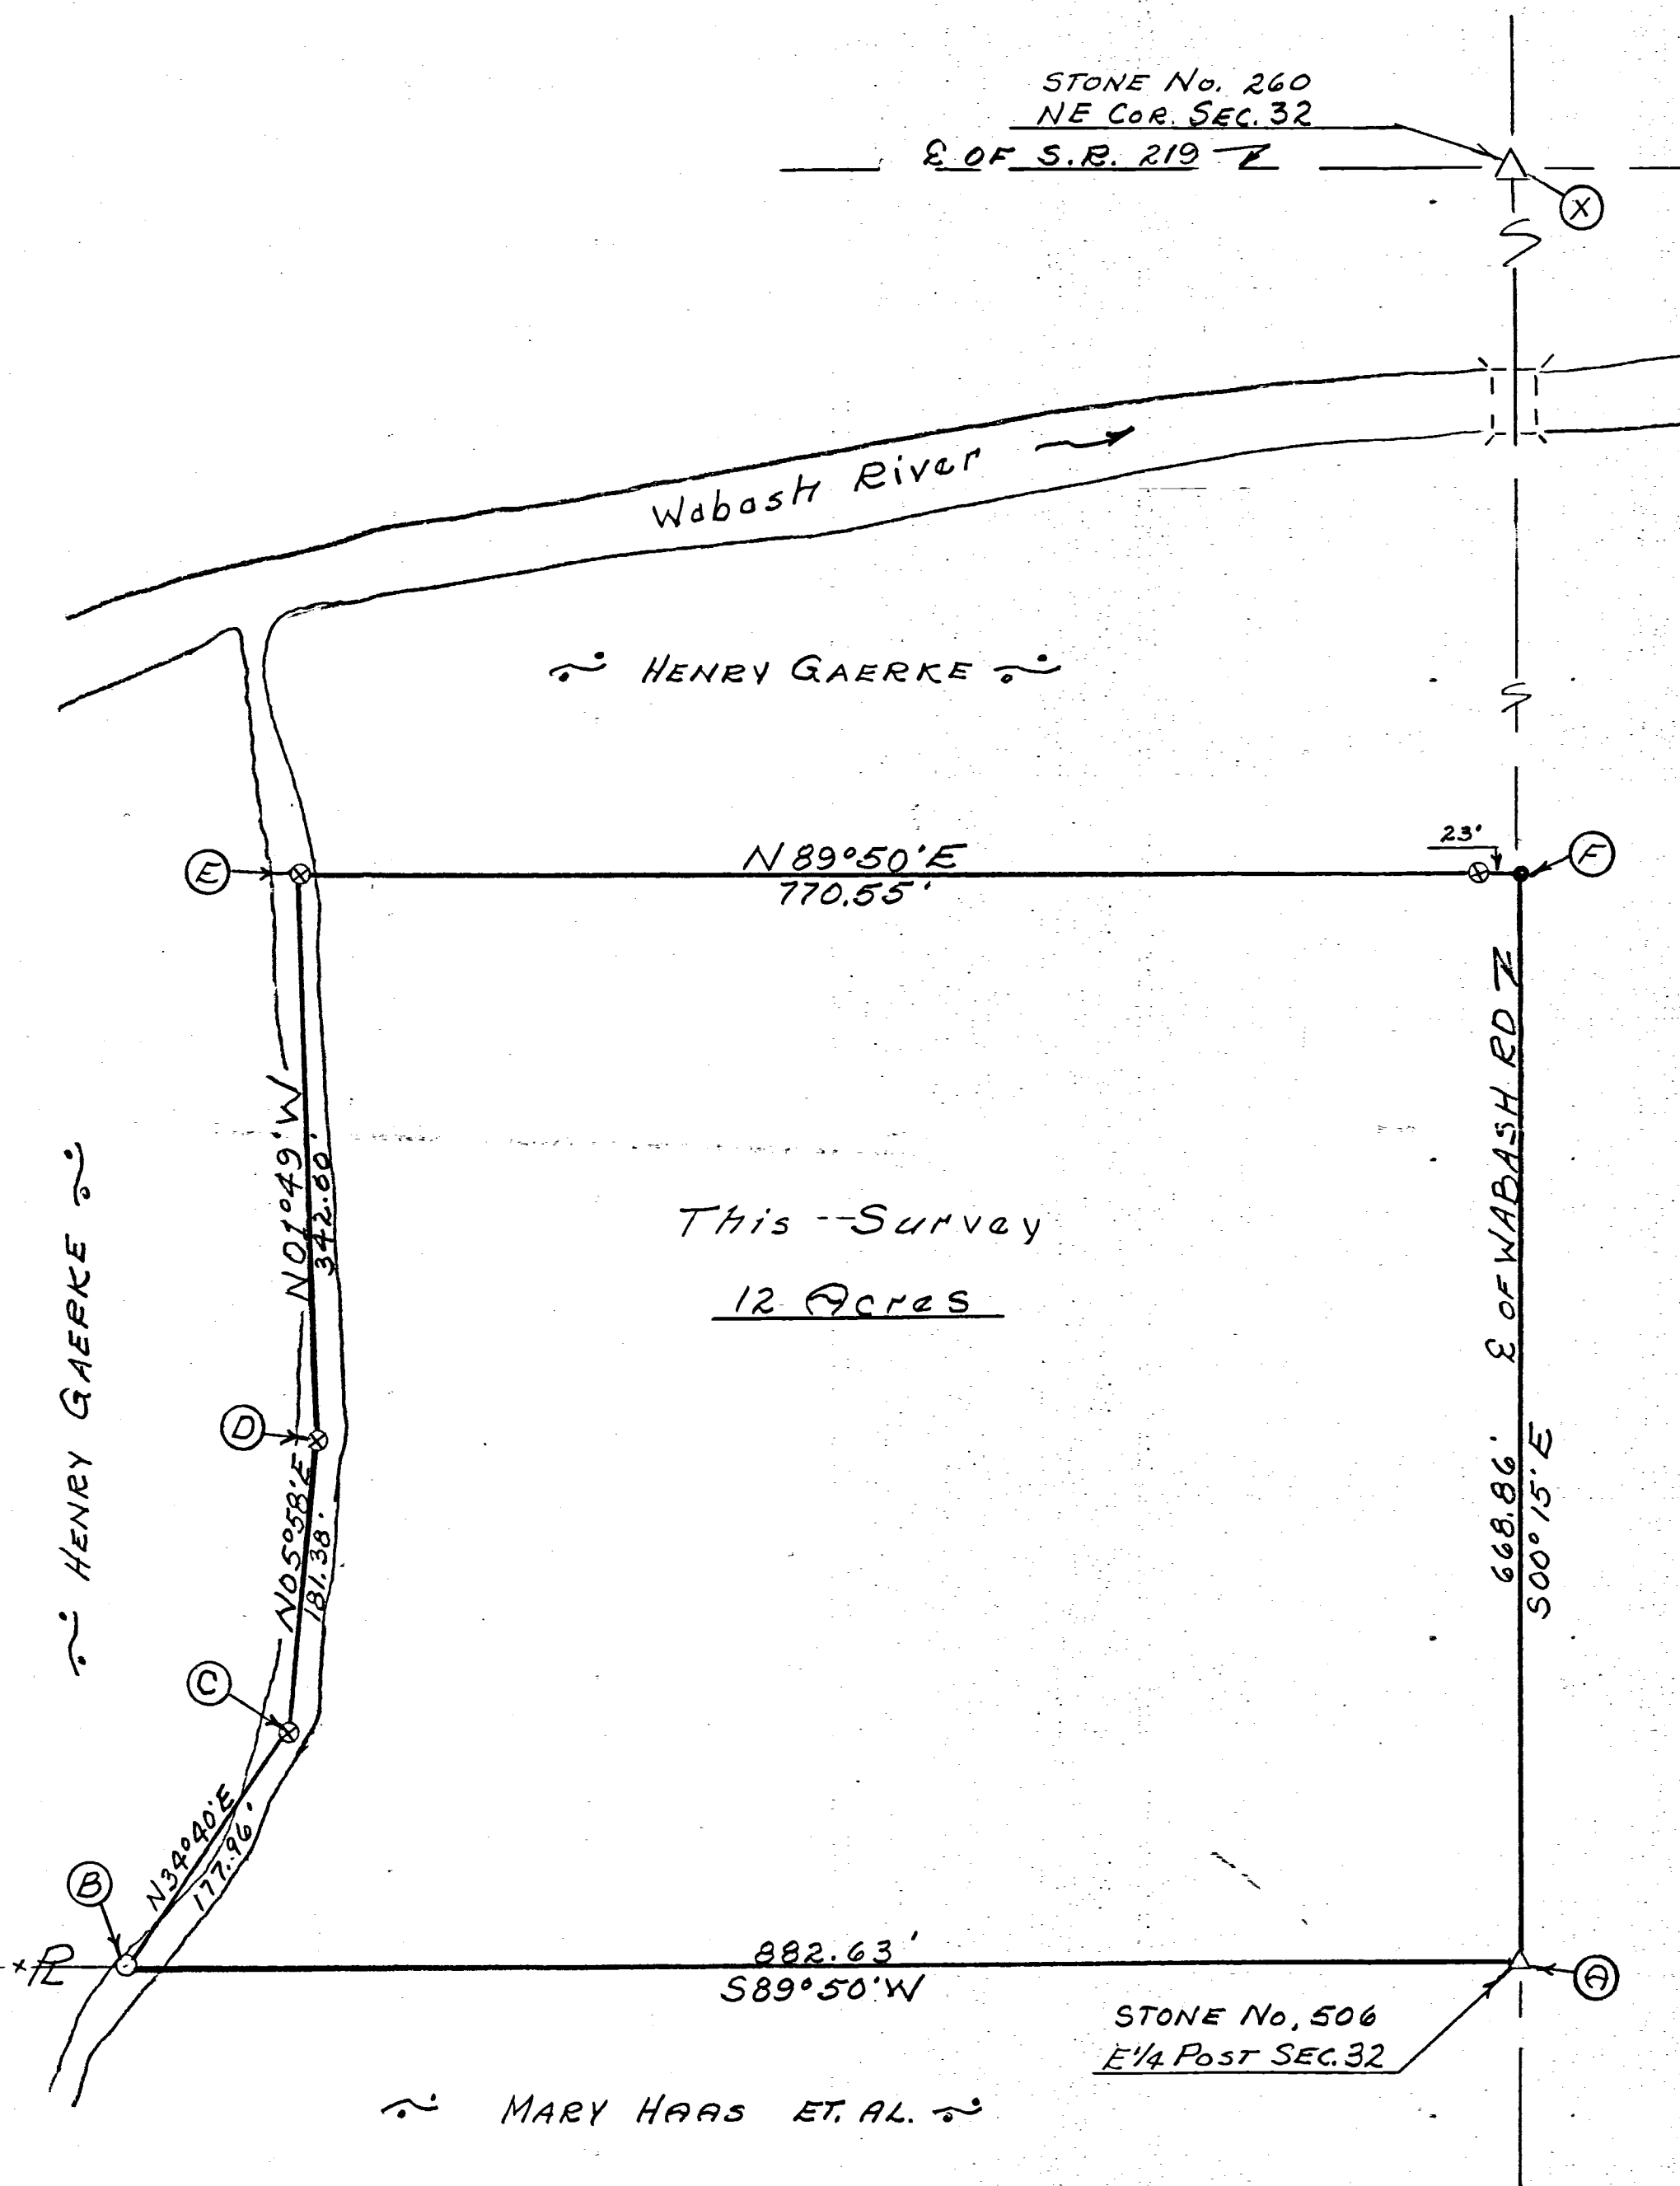 STONE No. 260
NE COR. SEC. 32
℄ OF S.R. 219
X
Wabash River
HENRY GAERKE
23'
E
N 89°50'E
770.55'
F
℄ OF WABASH RD
N01°49'W
342.60'
HENRY GAERKE
This -- Survey
12 Acres
D
N05°58'E
181.38'
668.86'
S00°15'E
C
N34°40'E
177.96'
B
℄
882.63'
S89°50'W
A
STONE No. 506
E 1/4 POST SEC. 32
MARY HAAS ET. AL.